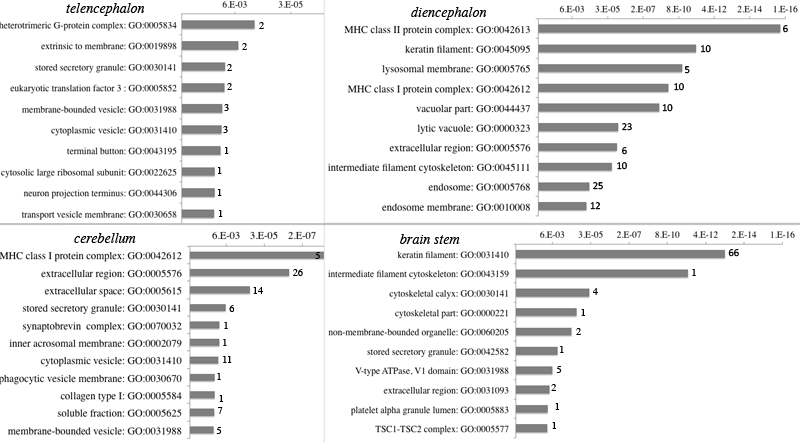 telencephalon
6.E-03 3.E-05
heterotrimeric G-protein complex: GO:0005834 2
extrinsic to membrane: GO:0019898 2
stored secretory granule: GO:0030141 2
eukaryotic translation factor 3 : GO:0005852 2
membrane-bounded vesicle: GO:0031988 3
cytoplasmic vesicle: GO:0031410 3
terminal button: GO:0043195 1
cytosolic large ribosomal subunit: GO:0022625 1
neuron projection terminus: GO:0044306 1
transport vesicle membrane: GO:0030658 1
diencephalon
6.E-03 3.E-05 2.E-07 8.E-10 4.E-12 2.E-14 1.E-16
MHC class II protein complex: GO:0042613 6
keratin filament: GO:0045095 10
lysosomal membrane: GO:0005765 5
MHC class I protein complex: GO:0042612 10
vacuolar part: GO:0044437 10
lytic vacuole: GO:0000323 23
extracellular region: GO:0005576 6
intermediate filament cytoskeleton: GO:0045111 10
endosome: GO:0005768 25
endosome membrane: GO:0010008 12
cerebellum
6.E-03 3.E-05 2.E-07
MHC class I protein complex: GO:0042612 5
extracellular region: GO:0005576 26
extracellular space: GO:0005615 14
stored secretory granule: GO:0030141 6
synaptobrevin complex: GO:0070032 1
inner acrosomal membrane: GO:0002079 1
cytoplasmic vesicle: GO:0031410 11
phagocytic vesicle membrane: GO:0030670 1
collagen type I: GO:0005584 1
soluble fraction: GO:0005625 7
membrane-bounded vesicle: GO:0031988 5
brain stem
6.E-03 3.E-05 2.E-07 8.E-10 4.E-12 2.E-14 1.E-16
keratin filament: GO:0031410 66
intermediate filament cytoskeleton: GO:0043159 1
cytoskeletal calyx: GO:0030141 4
cytoskeletal part: GO:0000221 1
non-membrane-bounded organelle: GO:0060205 2
stored secretory granule: GO:0042582 1
V-type ATPase, V1 domain: GO:0031988 5
extracellular region: GO:0031093 2
platelet alpha granule lumen: GO:0005883 1
TSC1-TSC2 complex: GO:0005577 1